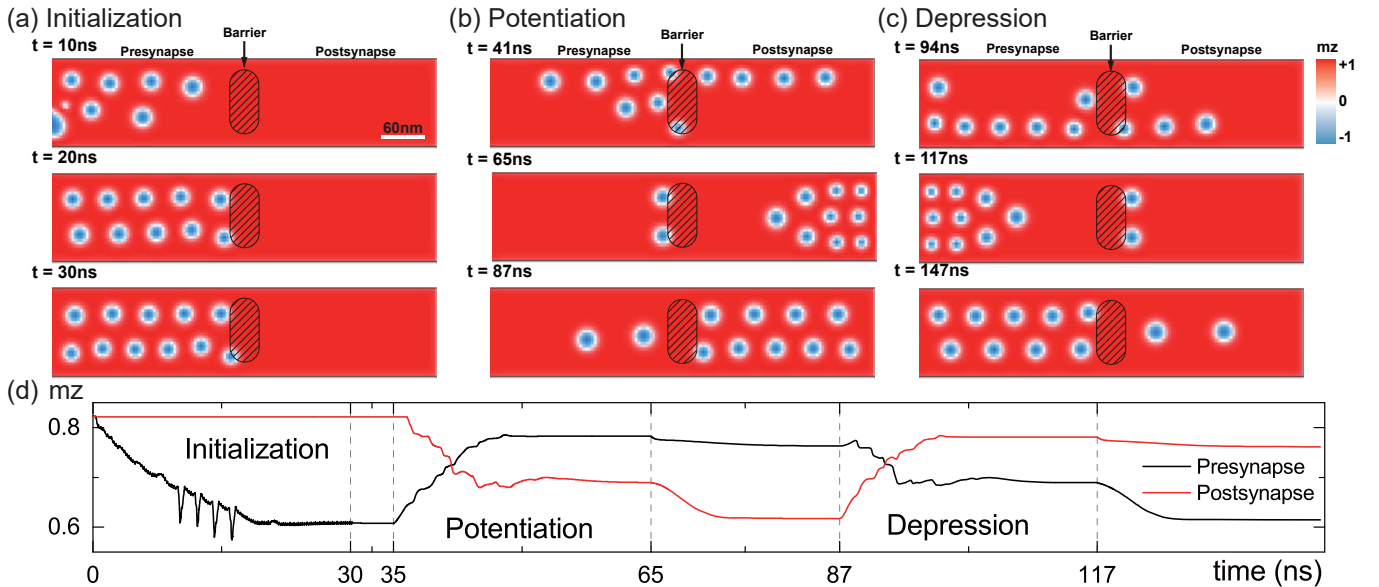 (a) Initialization
(b) Potentiation
(c) Depression
t = 10ns
Presynapse
Barrier
Postsynapse
60nm
t = 20ns
t = 30ns
t = 41ns
Presynapse
Barrier
Postsynapse
t = 65ns
t = 87ns
t = 94ns
Presynapse
Barrier
Postsynapse
t = 117ns
t = 147ns
mz
+1
0
-1
(d) mz
0.8
0.6
Initialization
Potentiation
Depression
Presynapse
Postsynapse
0 30 35 65 87 117 time (ns)